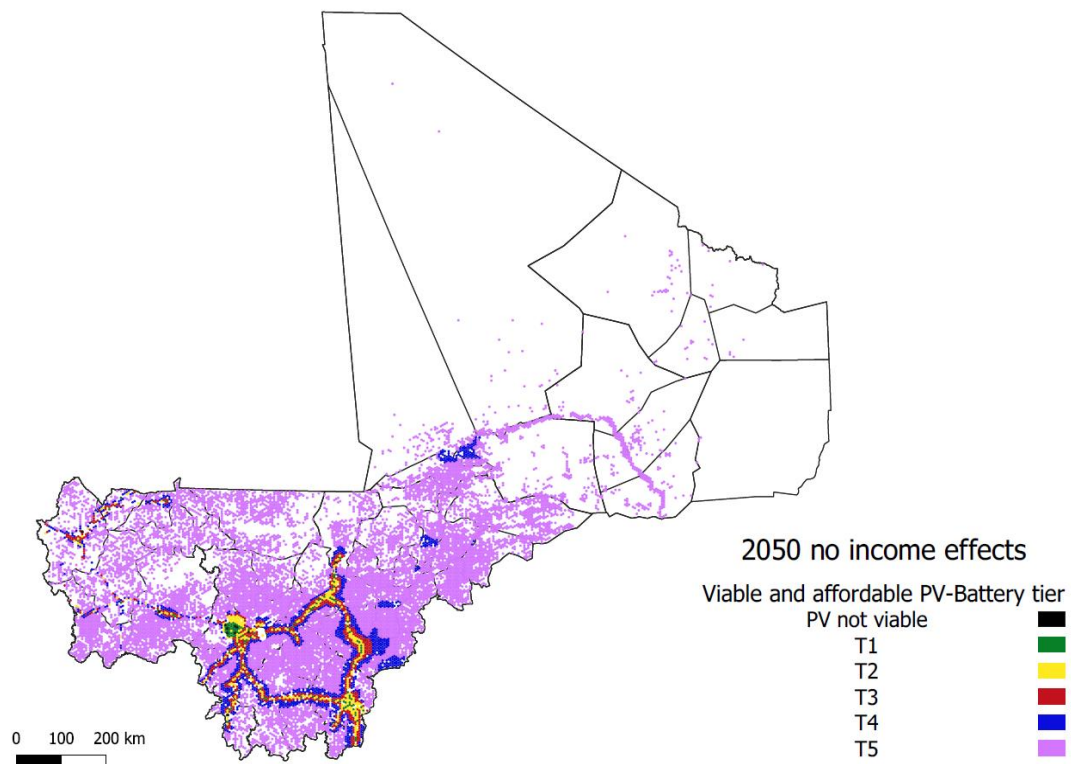 2050 no income effects
Viable and affordable PV-Battery tier
PV not viable
T1
T2
T3
T4
T5
0 100 200 km